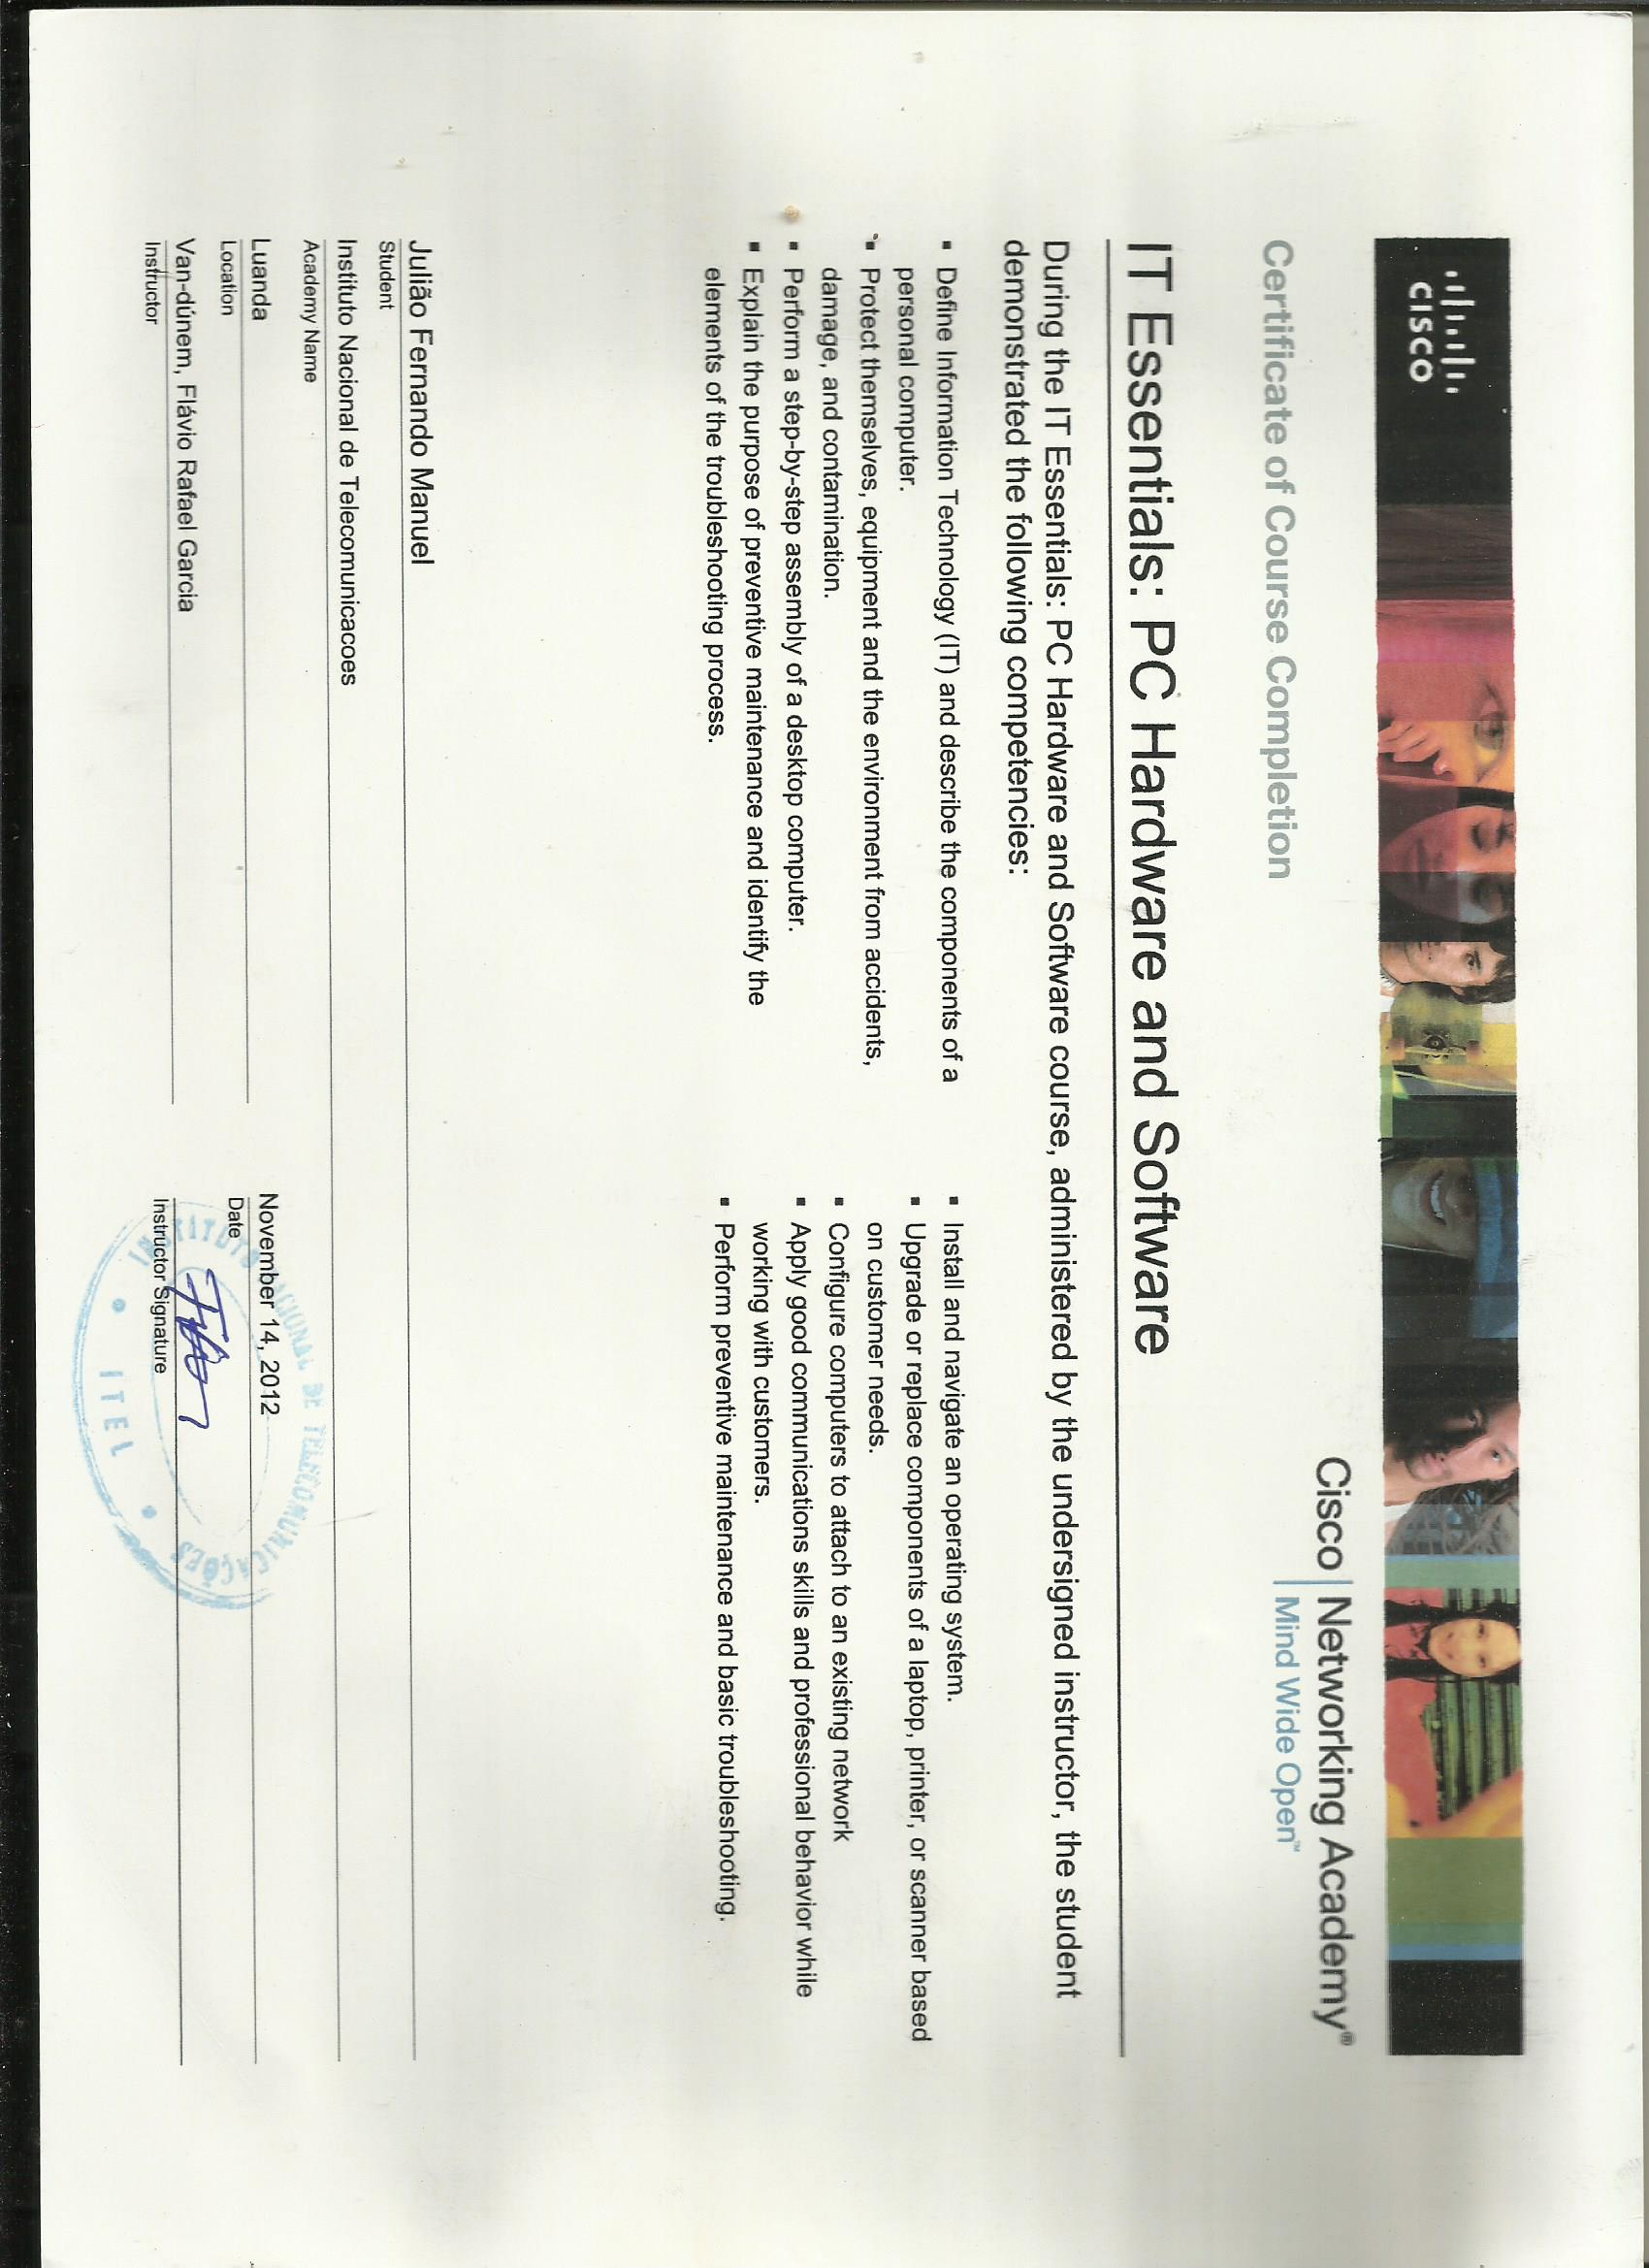 CISCO
Cisco | Networking Academy®
Mind Wide Open™
Certificate of Course Completion
IT Essentials: PC Hardware and Software
During the IT Essentials: PC Hardware and Software course, administered by the undersigned instructor, the student
demonstrated the following competencies:
▪ Define Information Technology (IT) and describe the components of a
personal computer.
▪ Protect themselves, equipment and the environment from accidents,
damage, and contamination.
▪ Perform a step-by-step assembly of a desktop computer.
▪ Explain the purpose of preventive maintenance and identify the
elements of the troubleshooting process.
▪ Install and navigate an operating system.
▪ Upgrade or replace components of a laptop, printer, or scanner based
on customer needs.
▪ Configure computers to attach to an existing network
▪ Apply good communications skills and professional behavior while
working with customers.
▪ Perform preventive maintenance and basic troubleshooting.
Julião Fernando Manuel
Student
Instituto Nacional de Telecomunicacoes
Academy Name
Luanda
Location
November 14, 2012
Date
Van-dúnem, Flávio Rafael Garcia
Instructor
Instructor Signature
INSTITUTO NACIONAL DE TELECOMUNICAÇÕES
ITEL